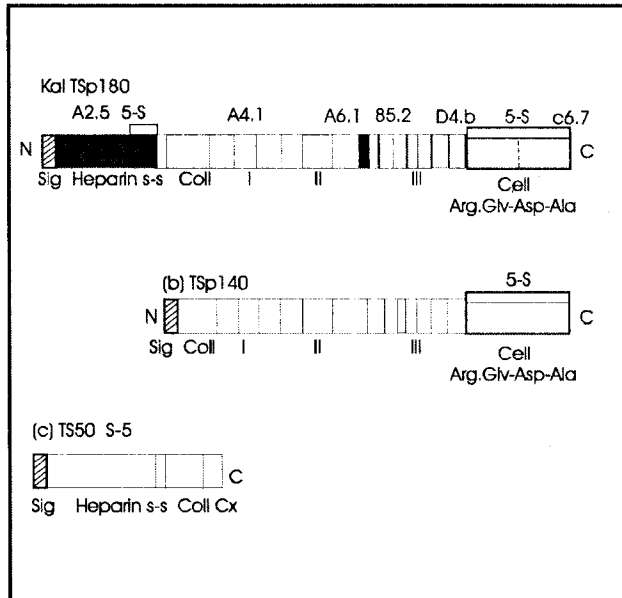 Kal TSp180
A2.5 5-S A4.1 A6.1 85.2 D4.b 5-S c6.7
N C
Sig Heparin s-s Coll I II III Cell
Arg.Glv-Asp-Ala
(b) TSp140
5-S
N C
Sig Coll I II III Cell
Arg.Glv-Asp-Ala
(c) TS50 S-5
C
Sig Heparin s-s Coll Cx